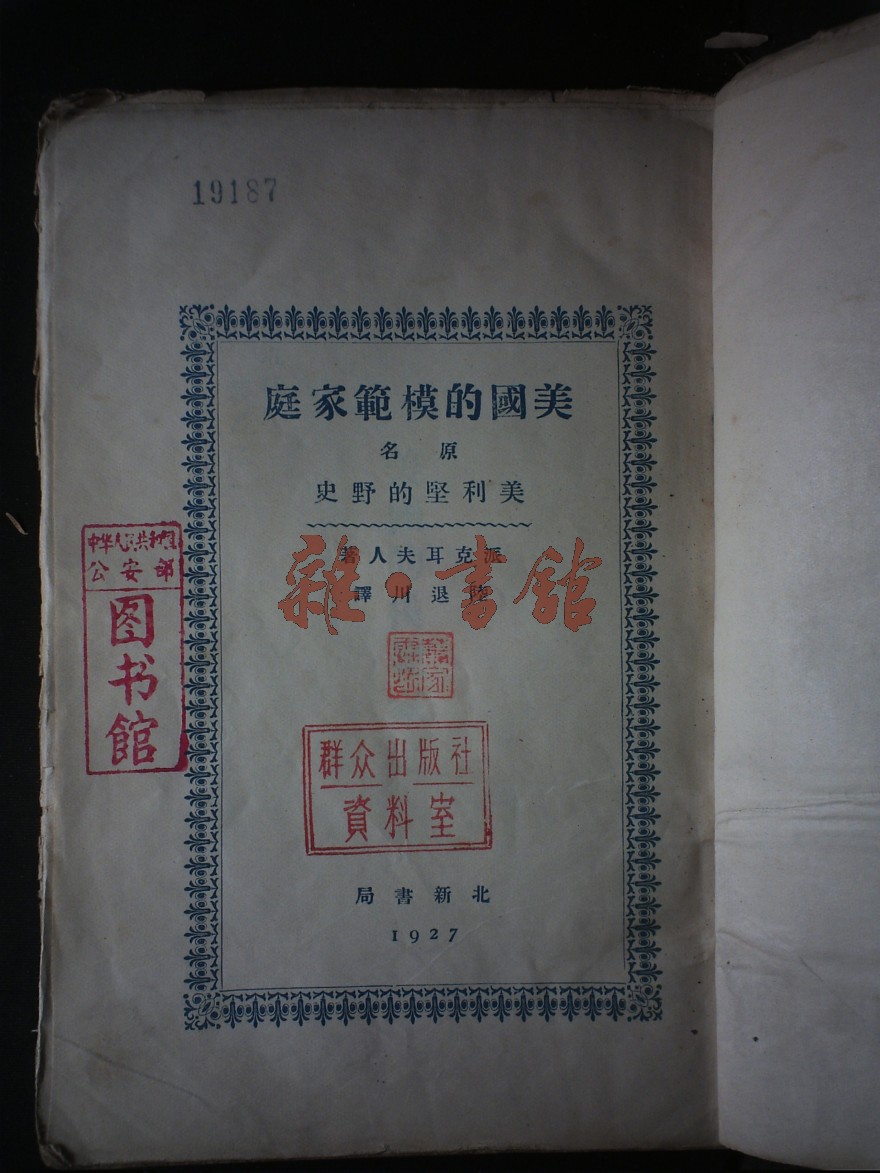 19187
美國的模範家庭
原名
美利堅的野史
派克耳夫人著
退川譯
雜·書館
中华人民共和国
公安部
图书馆
群众出版社
資料室
北新書局
1927